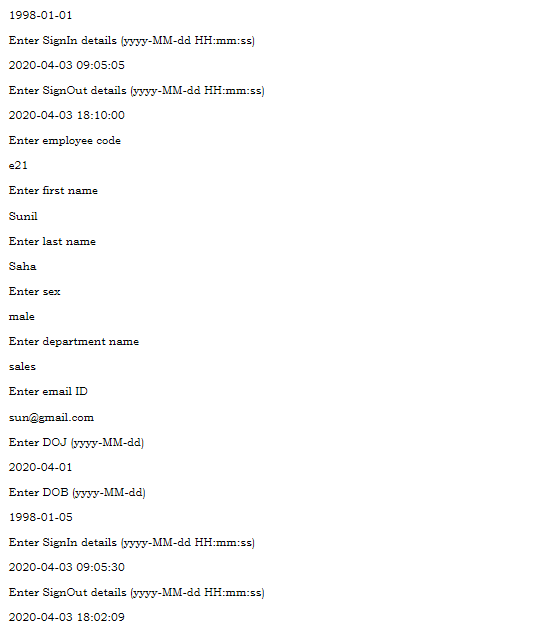 1998-01-01
Enter SignIn details (yyyy-MM-dd HH:mm:ss)
2020-04-03 09:05:05
Enter SignOut details (yyyy-MM-dd HH:mm:ss)
2020-04-03 18:10:00
Enter employee code
e21
Enter first name
Sunil
Enter last name
Saha
Enter sex
male
Enter department name
sales
Enter email ID
sun@gmail.com
Enter DOJ (yyyy-MM-dd)
2020-04-01
Enter DOB (yyyy-MM-dd)
1998-01-05
Enter SignIn details (yyyy-MM-dd HH:mm:ss)
2020-04-03 09:05:30
Enter SignOut details (yyyy-MM-dd HH:mm:ss)
2020-04-03 18:02:09